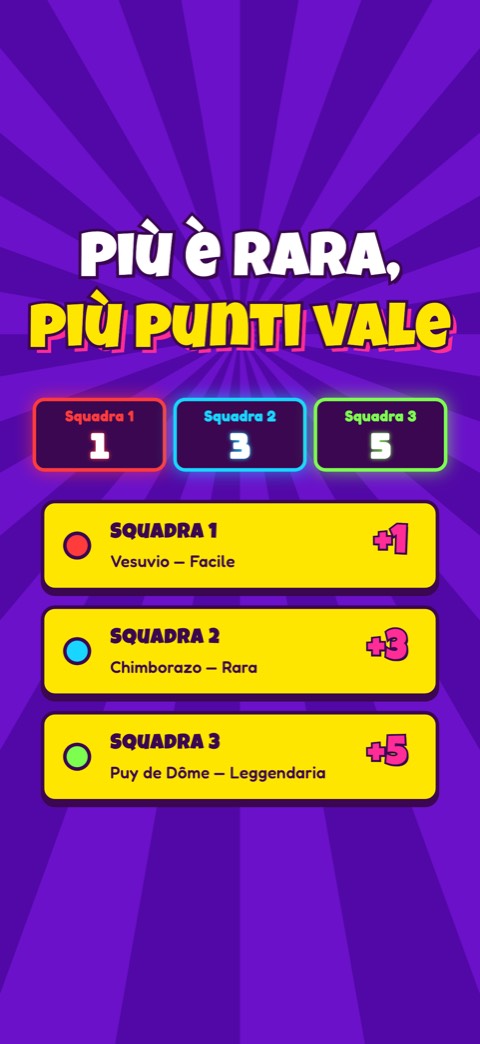 Più è rara,
più punti vale
Squadra 1
1
Squadra 2
3
Squadra 3
5
Squadra 1
Vesuvio – Facile
+1
Squadra 2
Chimborazo – Rara
+3
Squadra 3
Puy de Dôme – Leggendaria
+5